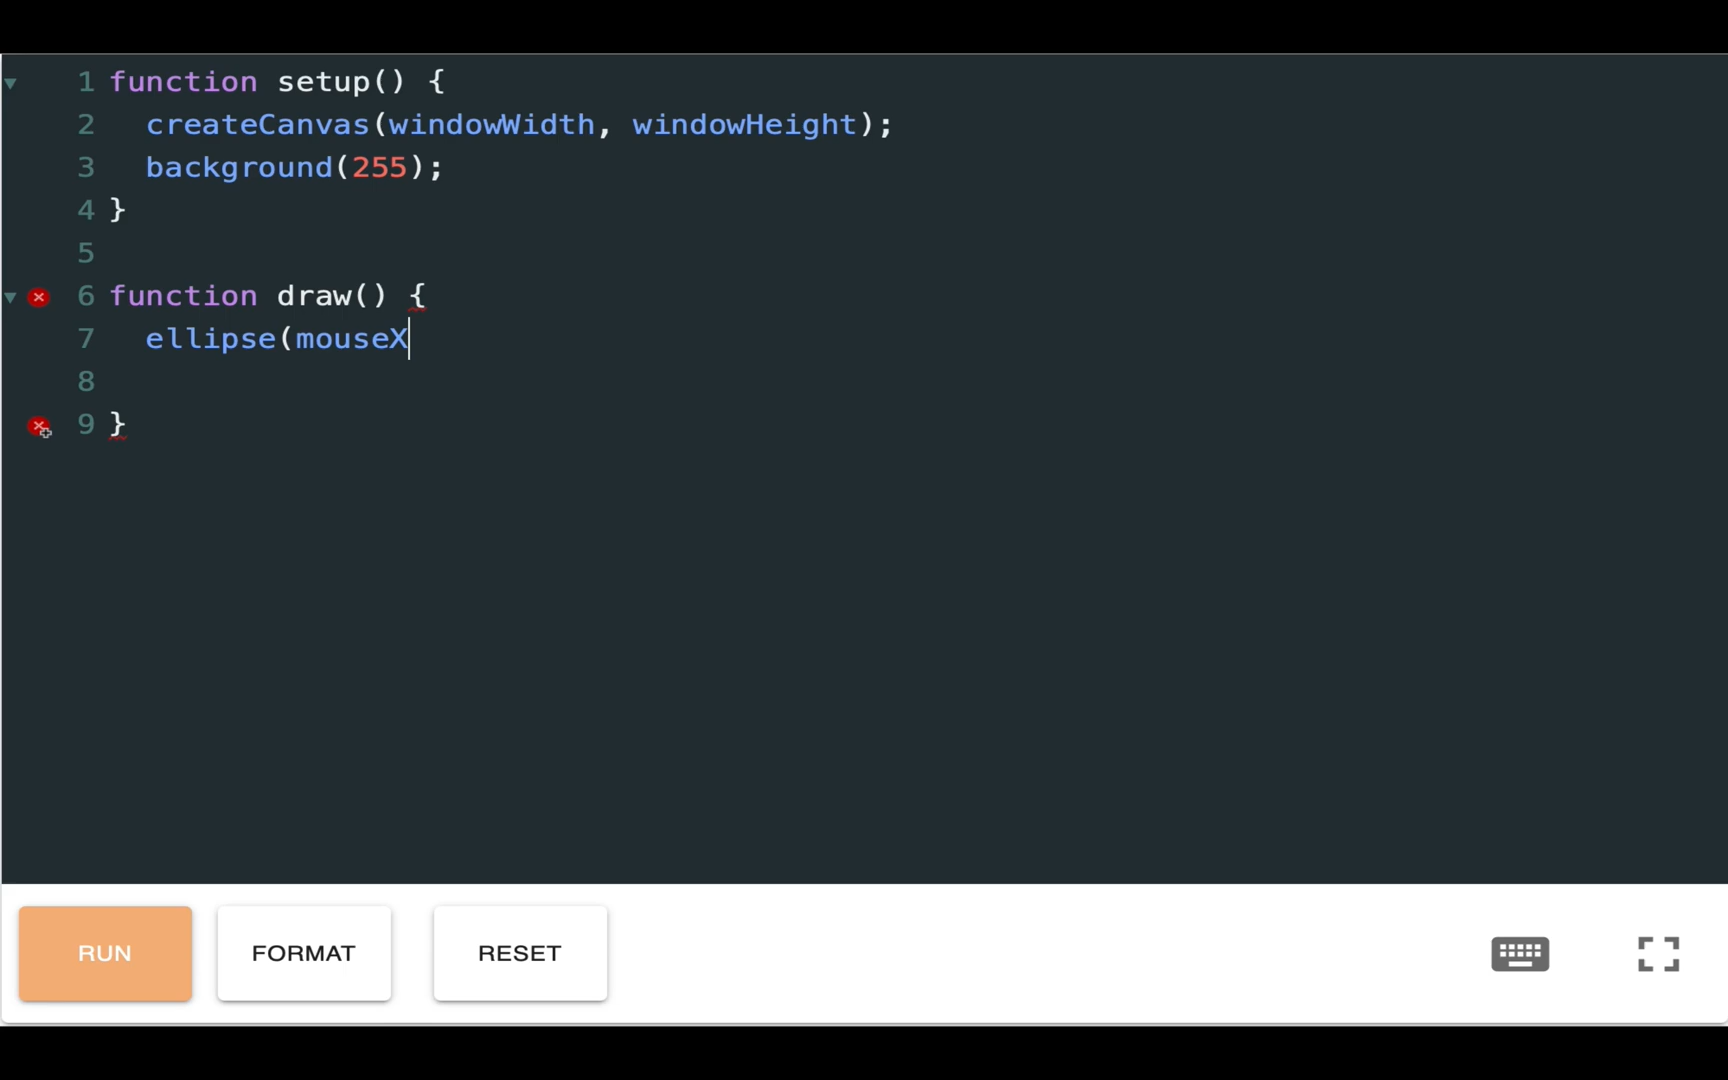 1 function setup() {
2 createCanvas(windowWidth, windowHeight);
3 background(255);
4 }
5
6 function draw() {
7 ellipse(mouseX
8
9 }
RUN FORMAT RESET